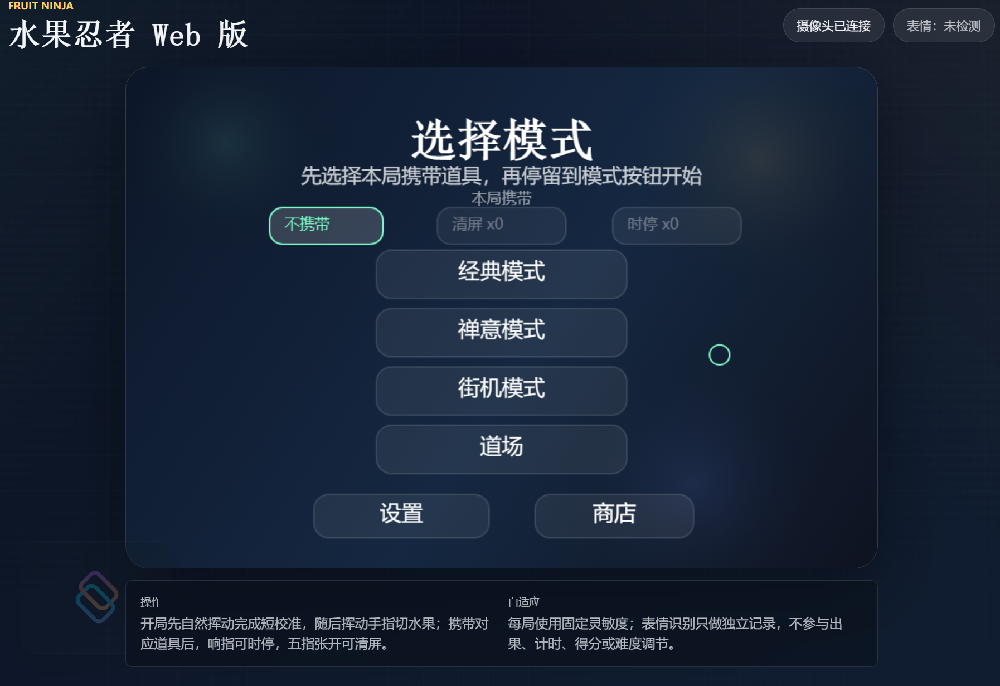 FRUIT NINJA
水果忍者 Web 版
摄像头已连接
表情：未检测
选择模式
先选择本局携带道具，再停留到模式按钮开始
本局携带
不携带
清屏 x0
时停 x0
经典模式
禅意模式
街机模式
道场
设置
商店
操作
开局先自然挥动完成短校准，随后挥动手指切水果；携带对
应道具后，响指可时停，五指张开可清屏。
自适应
每局使用固定灵敏度；表情识别只做独立记录，不参与出
果、计时、得分或难度调节。